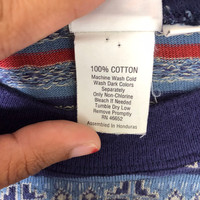 100% COTTON
Machine Wash Cold
Wash Dark Colors
Separately
Only Non-Chlorine
Bleach If Needed
Tumble Dry Low
Remove Promptly
RN 46652
Assembled in Honduras